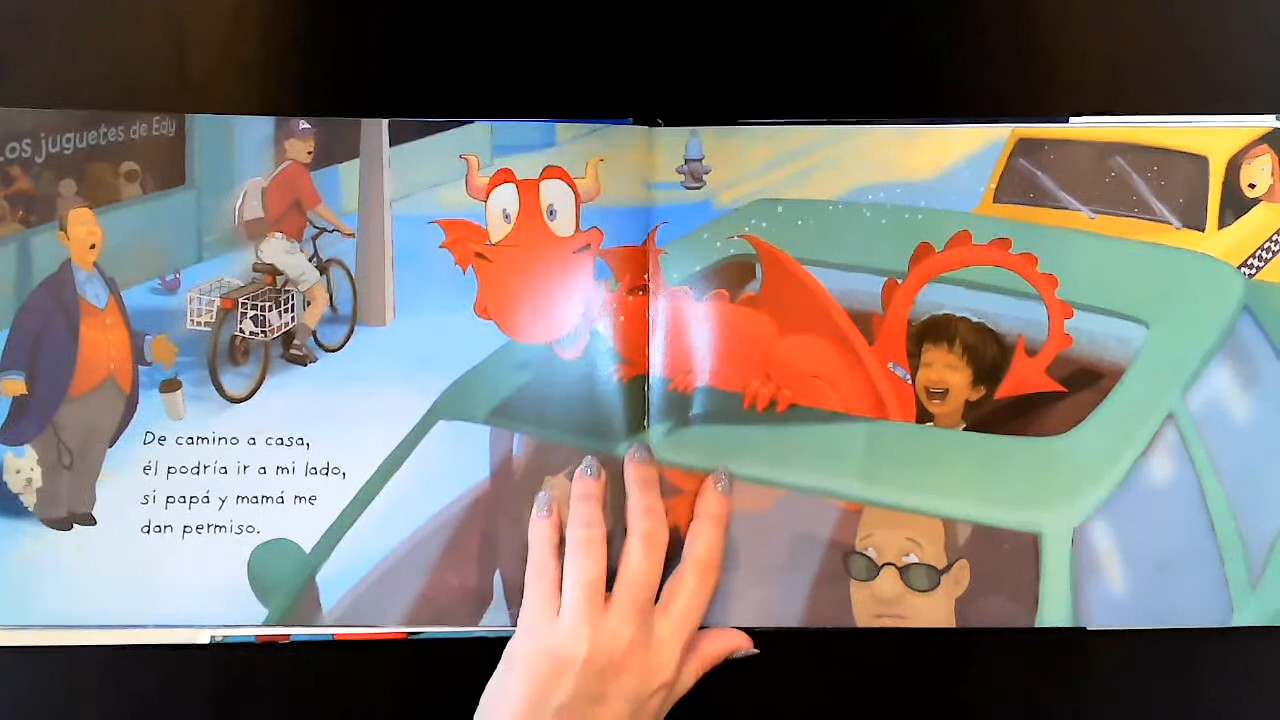 Los juguetes de Edy
De camino a casa,
él podría ir a mi lado,
si papá y mamá me
dan permiso.